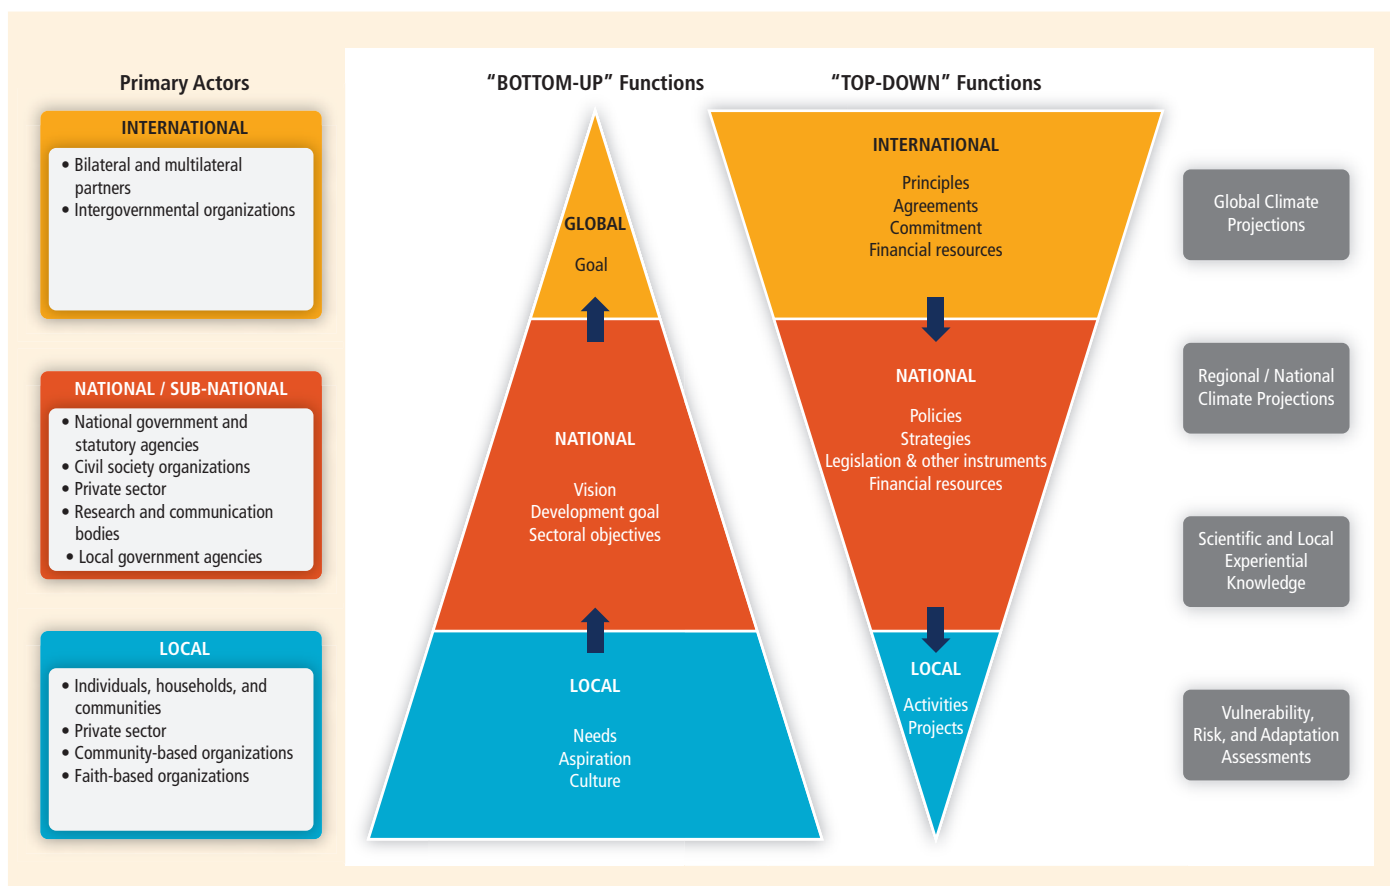 Primary Actors
INTERNATIONAL
• Bilateral and multilateral
partners
• Intergovernmental organizations
NATIONAL / SUB-NATIONAL
• National government and
statutory agencies
• Civil society organizations
• Private sector
• Research and communication
bodies
• Local government agencies
LOCAL
• Individuals, households, and
communities
• Private sector
• Community-based organizations
• Faith-based organizations
“BOTTOM-UP” Functions
GLOBAL
Goal
NATIONAL
Vision
Development goal
Sectoral objectives
LOCAL
Needs
Aspiration
Culture
“TOP-DOWN” Functions
INTERNATIONAL
Principles
Agreements
Commitment
Financial resources
NATIONAL
Policies
Strategies
Legislation & other instruments
Financial resources
LOCAL
Activities
Projects
Global Climate
Projections
Regional / National
Climate Projections
Scientific and Local
Experiential
Knowledge
Vulnerability,
Risk, and Adaptation
Assessments